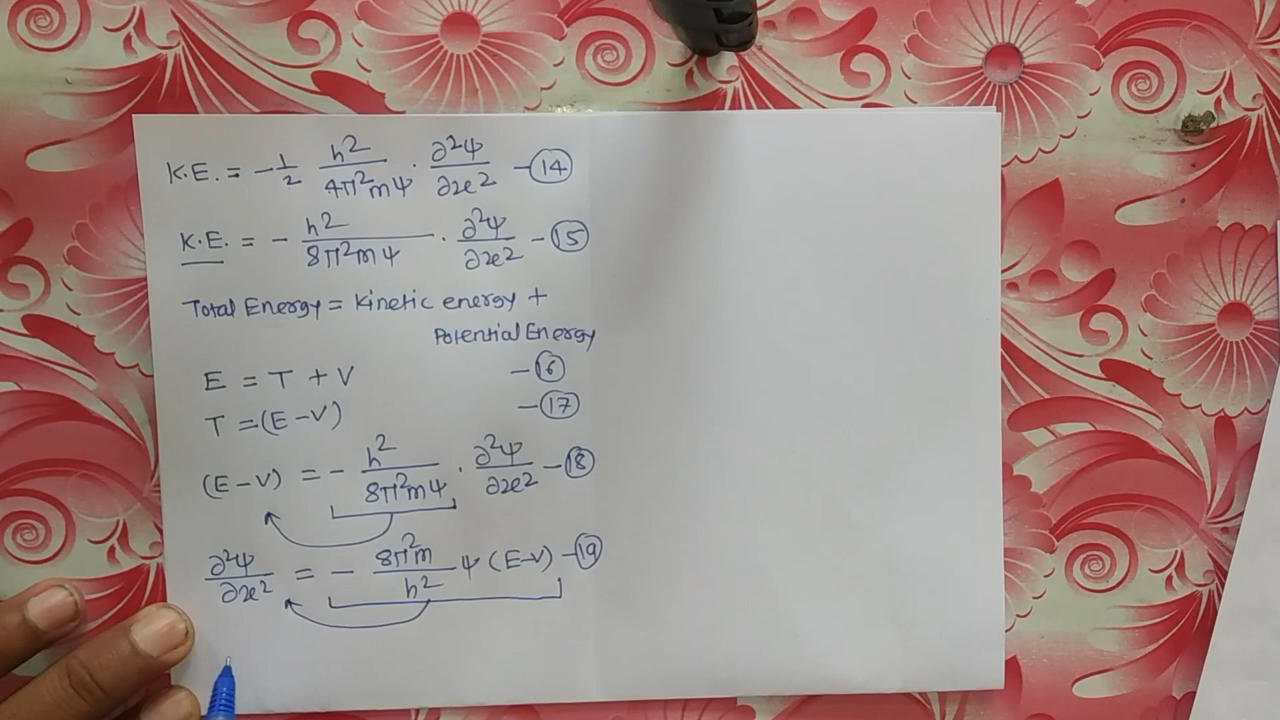 K.E. = -1/2 h²/4π²mψ · ∂²ψ/∂x² -(14)
K.E. = - h²/8π²mψ · ∂²ψ/∂x² -(15)
Total Energy = Kinetic energy +
Potential Energy
E = T + V -(16)
T = (E-V) -(17)
(E-V) = - h²/8π²mψ · ∂²ψ/∂x² -(18)
∂²ψ/∂x² = - 8π²m/h² ψ (E-V) -(19)